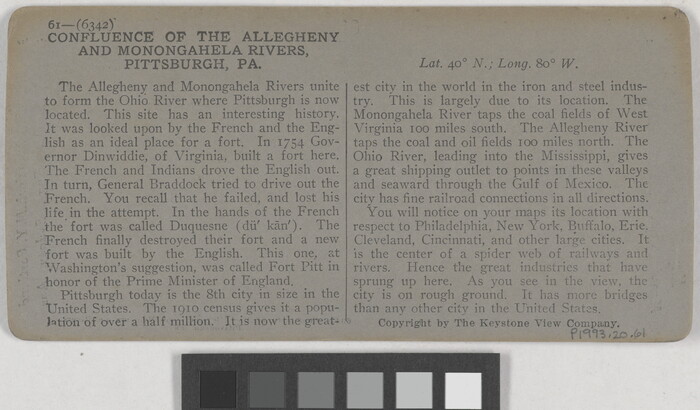 61—(6342)
CONFLUENCE OF THE ALLEGHENY
AND MONONGAHELA RIVERS,
PITTSBURGH, PA.
The Allegheny and Monongahela Rivers unite
to form the Ohio River where Pittsburgh is now
located. This site has an interesting history.
It was looked upon by the French and the Eng-
lish as an ideal place for a fort. In 1754 Gov-
ernor Dinwiddie, of Virginia, built a fort here.
The French and Indians drove the English out.
In turn, General Braddock tried to drive out the
French. You recall that he failed, and lost his
life in the attempt. In the hands of the French
the fort was called Duquesne (dū' kān'). The
French finally destroyed their fort and a new
fort was built by the English. This one, at
Washington's suggestion, was called Fort Pitt in
honor of the Prime Minister of England.
Pittsburgh today is the 8th city in size in the
United States. The 1910 census gives it a popu-
lation of over a half million. It is now the great-
Lat. 40° N.; Long. 80° W.
est city in the world in the iron and steel indus-
try. This is largely due to its location. The
Monongahela River taps the coal fields of West
Virginia 100 miles south. The Allegheny River
taps the coal and oil fields 100 miles north. The
Ohio River, leading into the Mississippi, gives
a great shipping outlet to points in these valleys
and seaward through the Gulf of Mexico. The
city has fine railroad connections in all directions.
You will notice on your maps its location with
respect to Philadelphia, New York, Buffalo, Erie,
Cleveland, Cincinnati, and other large cities. It
is the center of a spider web of railways and
rivers. Hence the great industries that have
sprung up here. As you see in the view, the
city is on rough ground. It has more bridges
than any other city in the United States.
Copyright by The Keystone View Company.
P1993.20.61